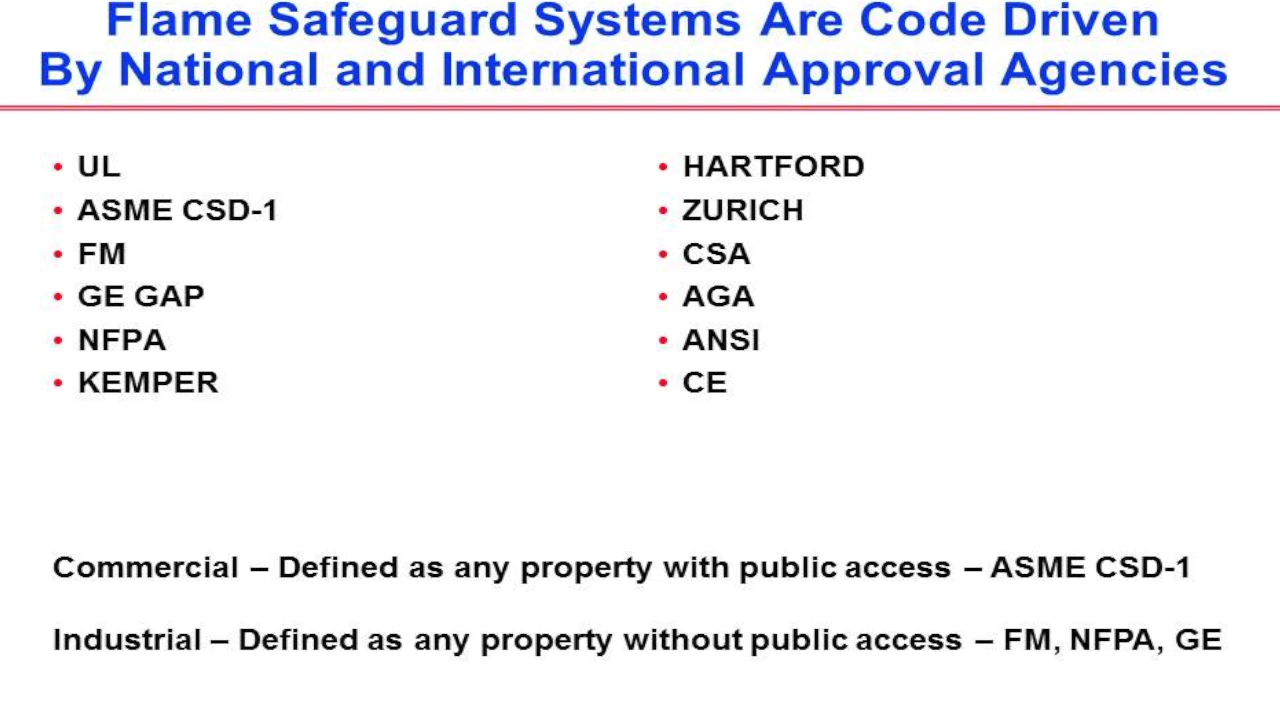 Flame Safeguard Systems Are Code Driven
By National and International Approval Agencies
• UL
• ASME CSD-1
• FM
• GE GAP
• NFPA
• KEMPER
• HARTFORD
• ZURICH
• CSA
• AGA
• ANSI
• CE
Commercial – Defined as any property with public access – ASME CSD-1
Industrial – Defined as any property without public access – FM, NFPA, GE